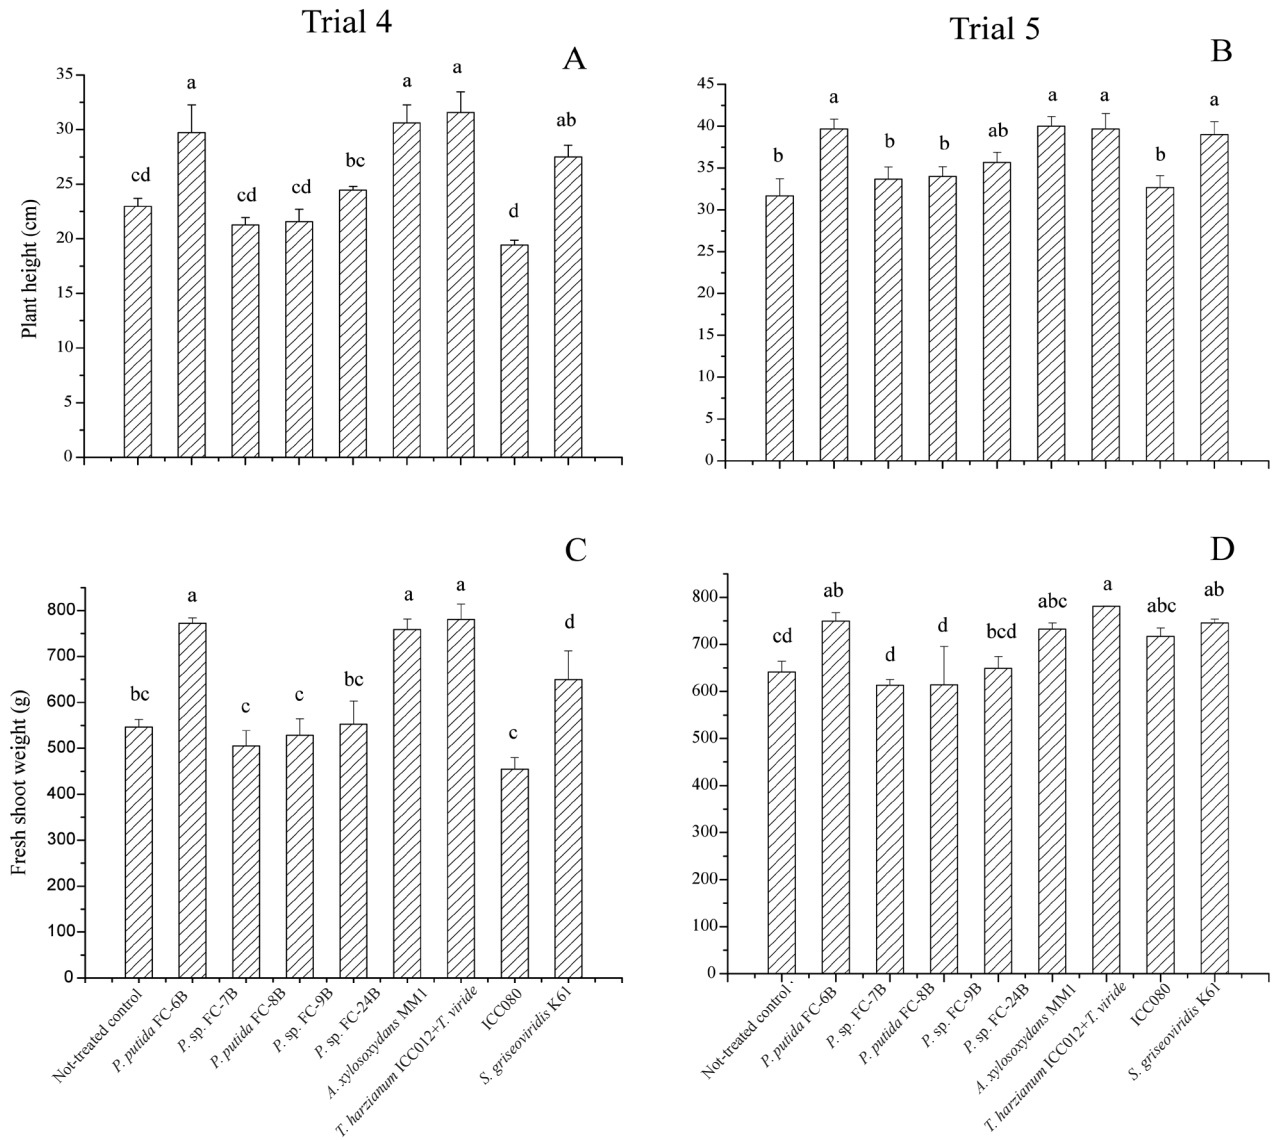 Trial 4
Trial 5
A
B
Plant height (cm)
35
30
25
20
15
10
5
0
cd
a
cd
cd
bc
a
a
d
ab
45
40
35
30
25
20
15
10
5
0
b
a
b
b
ab
a
a
b
a
C
D
Fresh shoot weight (g)
800
700
600
500
400
300
200
100
0
bc
a
c
c
bc
a
a
c
d
800
700
600
500
400
300
200
100
0
cd
ab
d
d
bcd
abc
a
abc
ab
Not-treated control
P. putida FC-6B
P. sp. FC-7B
P. putida FC-8B
P. sp. FC-9B
P. sp. FC-24B
A. xylosoxydans MM1
T. harzianum ICC012+T. viride
ICC080
S. griseoviridis K61
Not-treated control
P. putida FC-6B
P. sp. FC-7B
P. putida FC-8B
P. sp. FC-9B
P. sp. FC-24B
A. xylosoxydans MM1
T. harzianum ICC012+T. viride
ICC080
S. griseoviridis K61